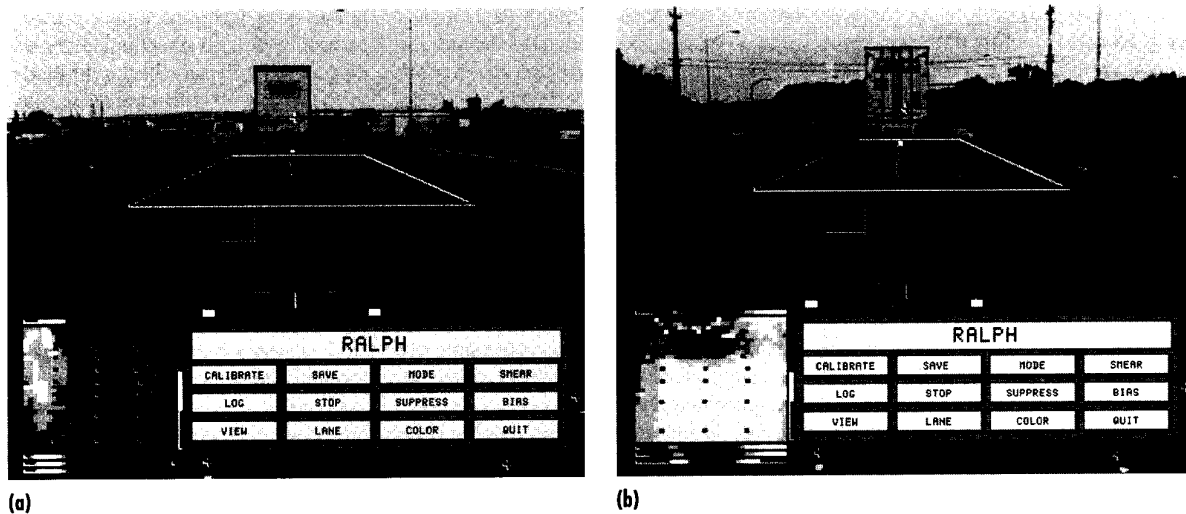 RALPH
CALIBRATE SAVE MODE SMEAR
LOG STOP SUPPRESS BIAS
VIEW LANE COLOR QUIT
(a)
RALPH
CALIBRATE SAVE MODE SMEAR
LOG STOP SUPPRESS BIAS
VIEW LANE COLOR QUIT
(b)